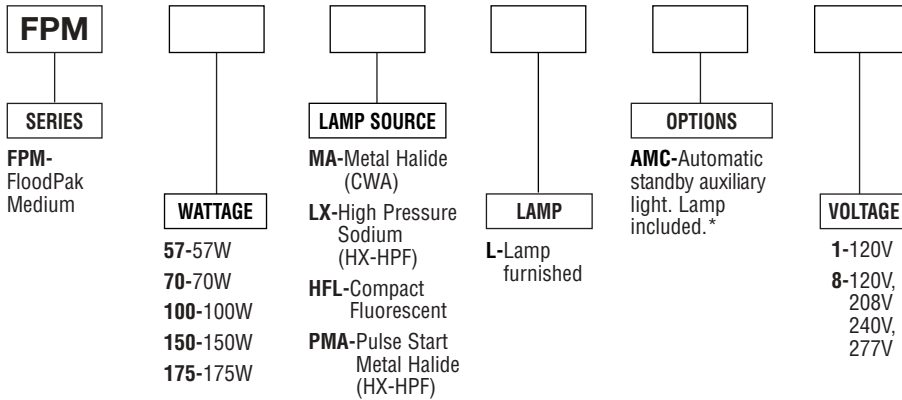 FPM
SERIES
FPM-
FloodPak
Medium
WATTAGE
57-57W
70-70W
100-100W
150-150W
175-175W
LAMP SOURCE
MA-Metal Halide
(CWA)
LX-High Pressure
Sodium
(HX-HPF)
HFL-Compact
Fluorescent
PMA-Pulse Start
Metal Halide
(HX-HPF)
LAMP
L-Lamp
furnished
OPTIONS
AMC-Automatic
standby auxiliary
light. Lamp
included.*
VOLTAGE
1-120V
8-120V,
208V
240V,
277V